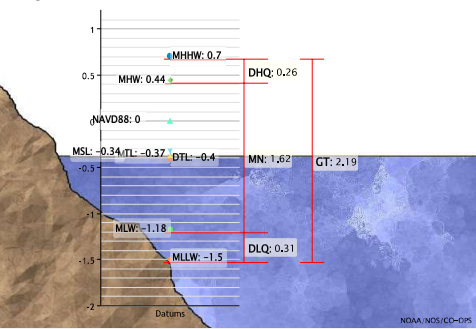 1
MHHW: 0.7
DHQ: 0.26
0.5
MHW: 0.44
NAVD88: 0
0
MSL: -0.34
TL: -0.37
DTL: -0.4
MN: 1.62
GT: 2.19
-0.5
-1
MLW: -1.18
DLQ: 0.31
-1.5
MLLW: -1.5
-2
Datums
NOAA/NOS/CO-OPS